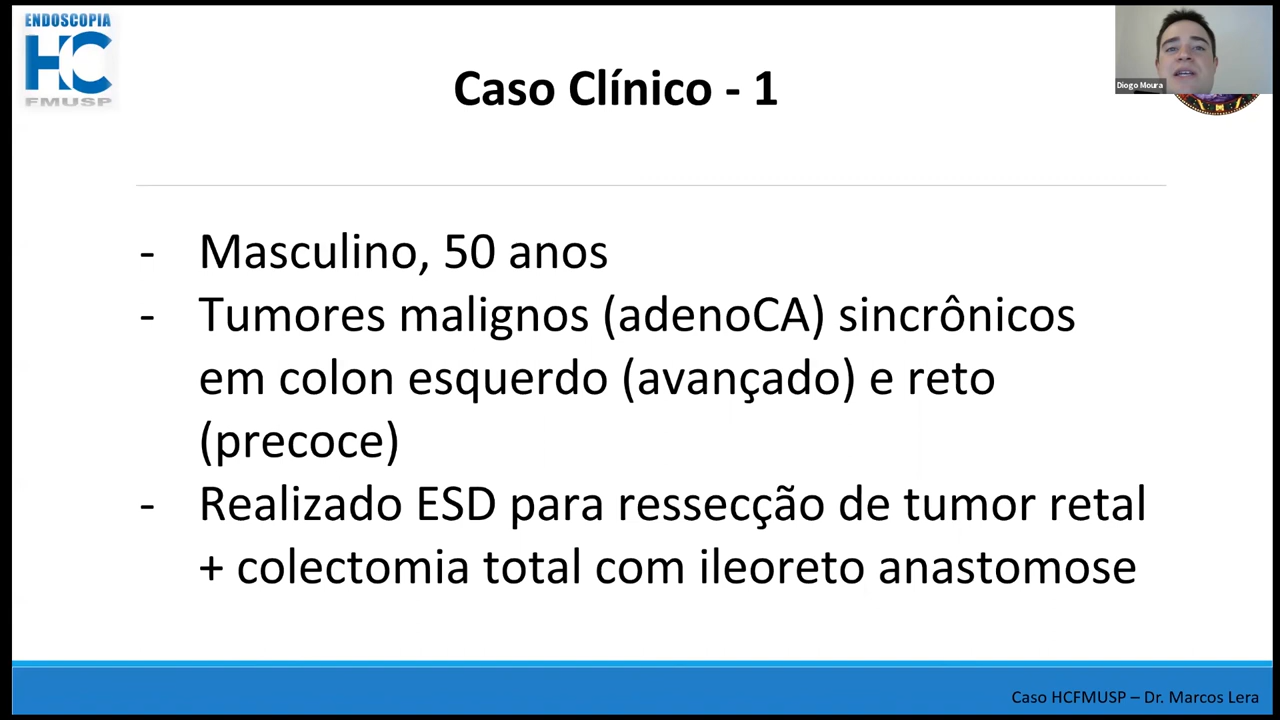 ENDOSCOPIA
HC
FMUSP
Diogo Moura
Caso Clínico - 1
- Masculino, 50 anos
- Tumores malignos (adenoCA) sincrônicos
em colon esquerdo (avançado) e reto
(precoce)
- Realizado ESD para ressecção de tumor retal
+ colectomia total com ileoreto anastomose
Caso HCFMUSP – Dr. Marcos Lera